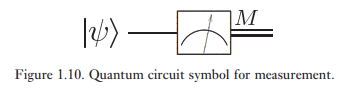 |ψ⟩ M
Figure 1.10. Quantum circuit symbol for measurement.